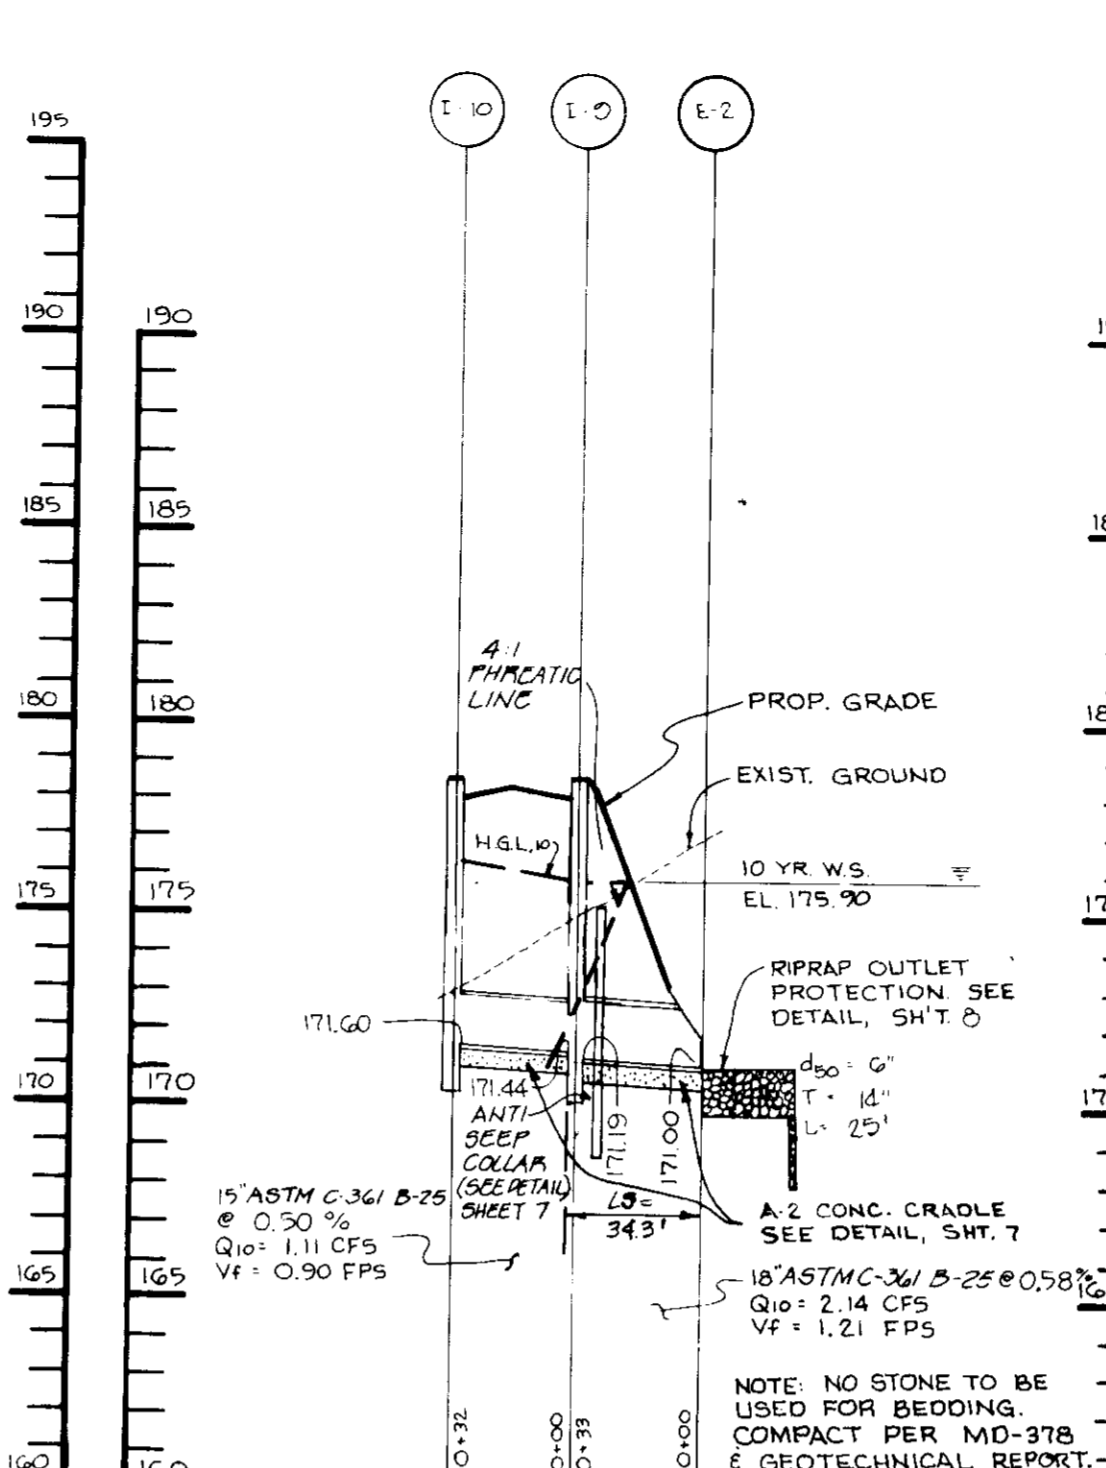 I-10
I-9
E-2
195
190
190
185
185
180
180
175
175
170
170
165
165
160
4:1
PHREATIC
LINE
PROP. GRADE
EXIST. GROUND
H.G.L. 10
10 YR. W.S.
EL. 175.90
RIPRAP OUTLET
PROTECTION. SEE
DETAIL, SH'T. 8
d50 = 6"
T = 14"
L = 25'
171.60
171.44
171.19
171.00
ANTI-
SEEP
COLLAR
(SEE DETAIL)
SHEET 7
LS =
34.3'
A-2 CONC. CRADLE
SEE DETAIL, SHT. 7
15" ASTM C-361 B-25
@ 0.50 %
Q10 = 1.11 CFS
Vf = 0.90 FPS
18" ASTM C-361 B-25 @ 0.58%
Q10 = 2.14 CFS
Vf = 1.21 FPS
NOTE: NO STONE TO BE
USED FOR BEDDING.
COMPACT PER MD-378
& GEOTECHNICAL REPORT.
0+32
0+00
0+33
0+00